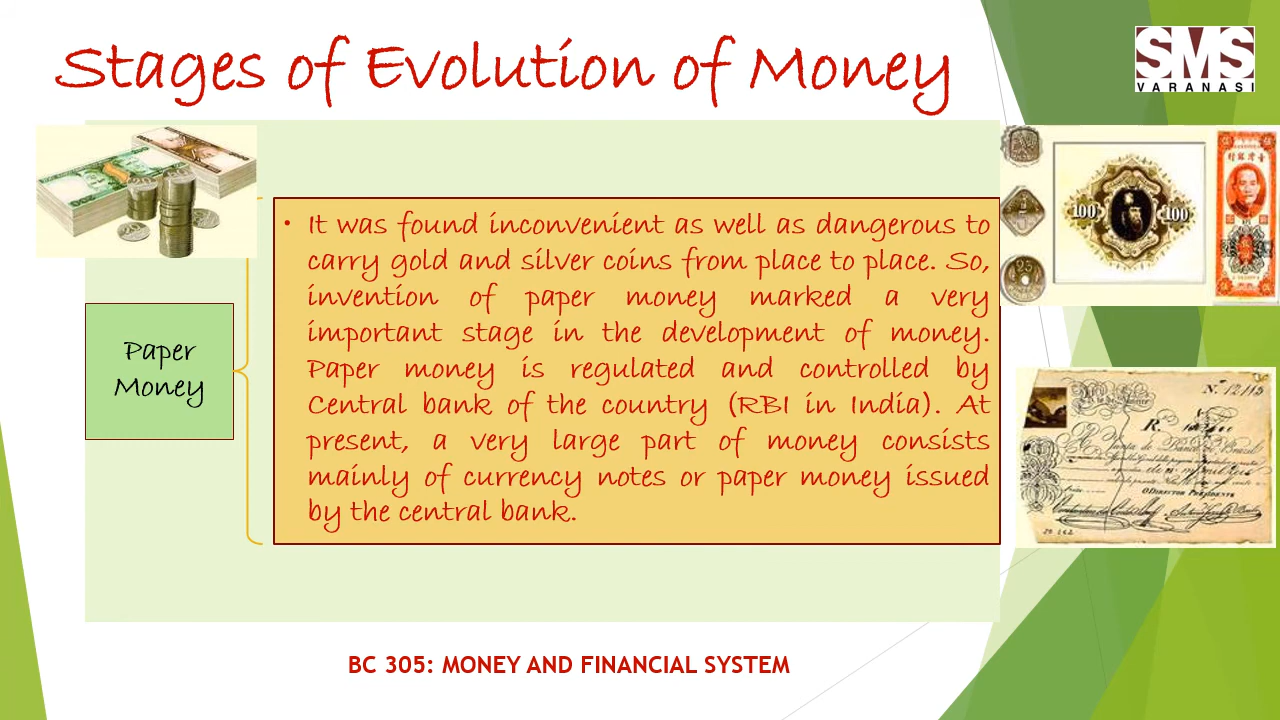 Stages of Evolution of Money
SMS
VARANASI
Paper
Money
• It was found inconvenient as well as dangerous to
carry gold and silver coins from place to place. So,
invention of paper money marked a very
important stage in the development of money.
Paper money is regulated and controlled by
Central bank of the country (RBI in India). At
present, a very large part of money consists
mainly of currency notes or paper money issued
by the central bank.
100 100
25
O DIRECTOR PRESIDENTE
BC 305: MONEY AND FINANCIAL SYSTEM